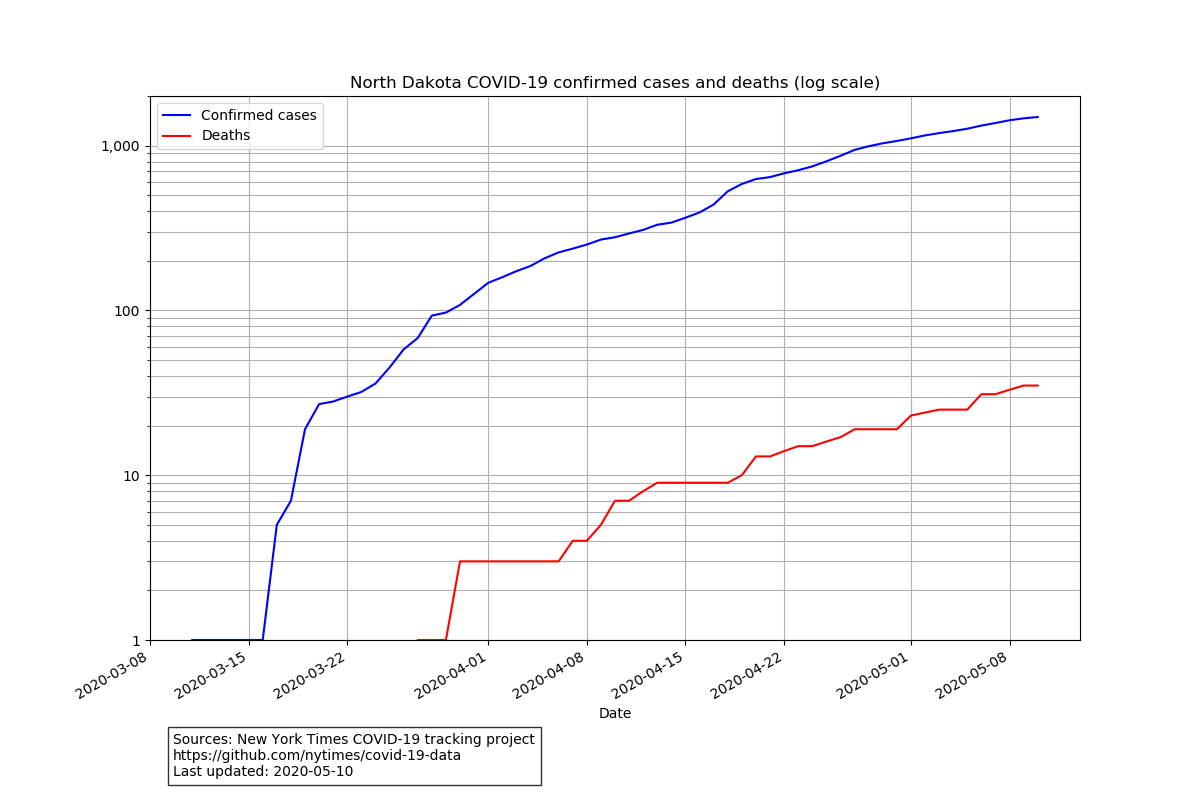 North Dakota COVID-19 confirmed cases and deaths (log scale)
Confirmed cases
Deaths
1,000
100
10
1
2020-03-08
2020-03-15
2020-03-22
2020-04-01
2020-04-08
2020-04-15
2020-04-22
2020-05-01
2020-05-08
Date
Sources: New York Times COVID-19 tracking project
https://github.com/nytimes/covid-19-data
Last updated: 2020-05-10